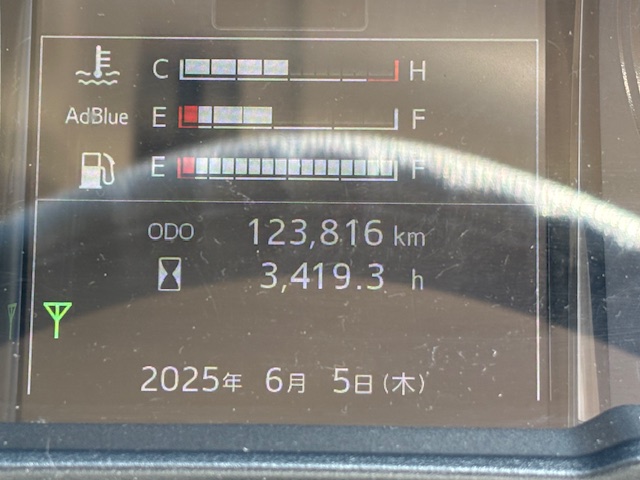 C H
AdBlue E F
E F
ODO 123,816 km
3,419.3 h
2025年 6月 5日(木)